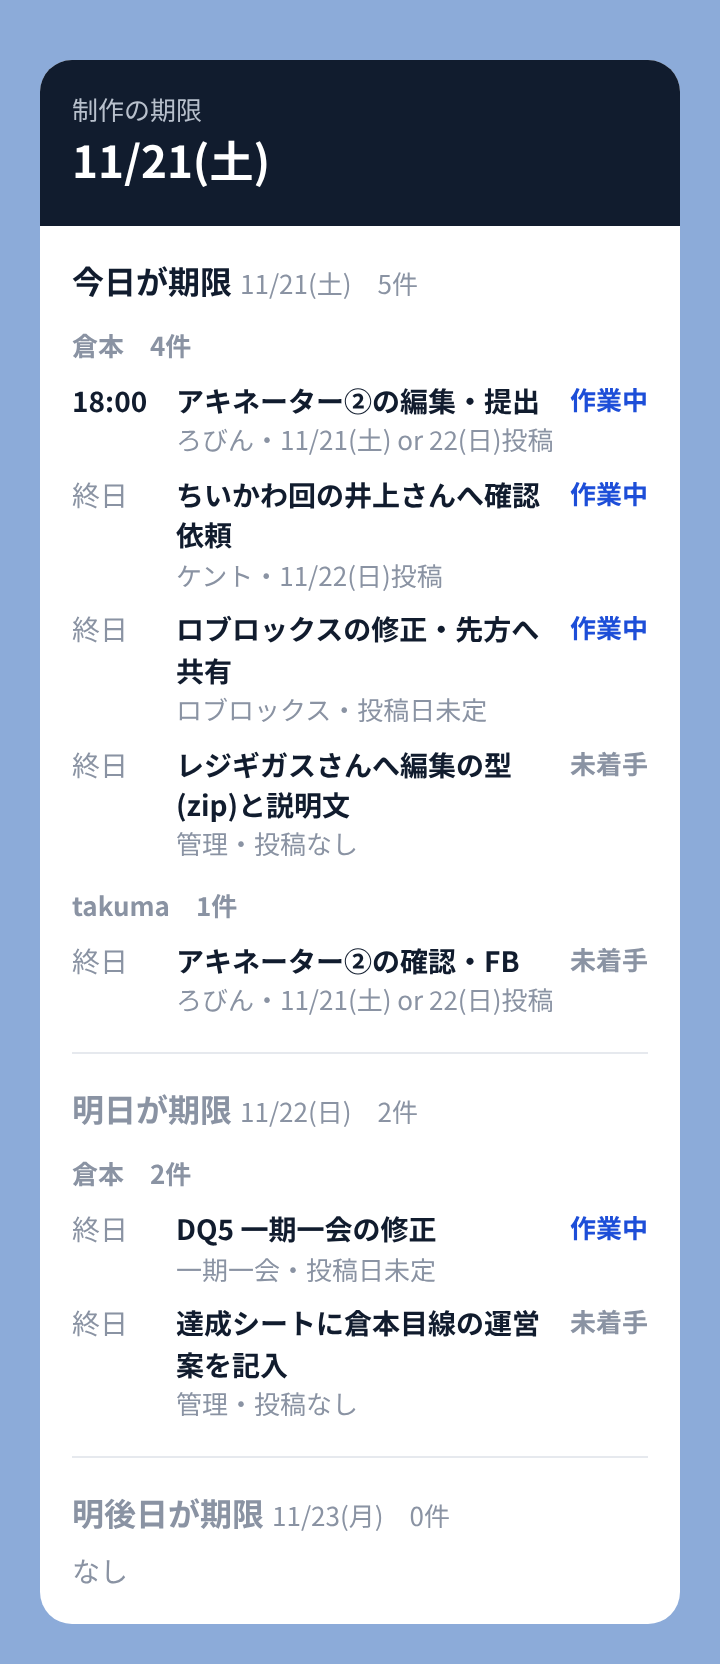 制作の期限
11/21(土)
今日が期限 11/21(土)　5件
倉本　4件
18:00 アキネーター②の編集・提出 作業中
ろびん・11/21(土) or 22(日)投稿
終日 ちいかわ回の井上さんへ確認 作業中
依頼
ケント・11/22(日)投稿
終日 ロブロックスの修正・先方へ 作業中
共有
ロブロックス・投稿日未定
終日 レジギガスさんへ編集の型 未着手
(zip)と説明文
管理・投稿なし
takuma　1件
終日 アキネーター②の確認・FB 未着手
ろびん・11/21(土) or 22(日)投稿
明日が期限 11/22(日)　2件
倉本　2件
終日 DQ5 一期一会の修正 作業中
一期一会・投稿日未定
終日 達成シートに倉本目線の運営 未着手
案を記入
管理・投稿なし
明後日が期限 11/23(月)　0件
なし